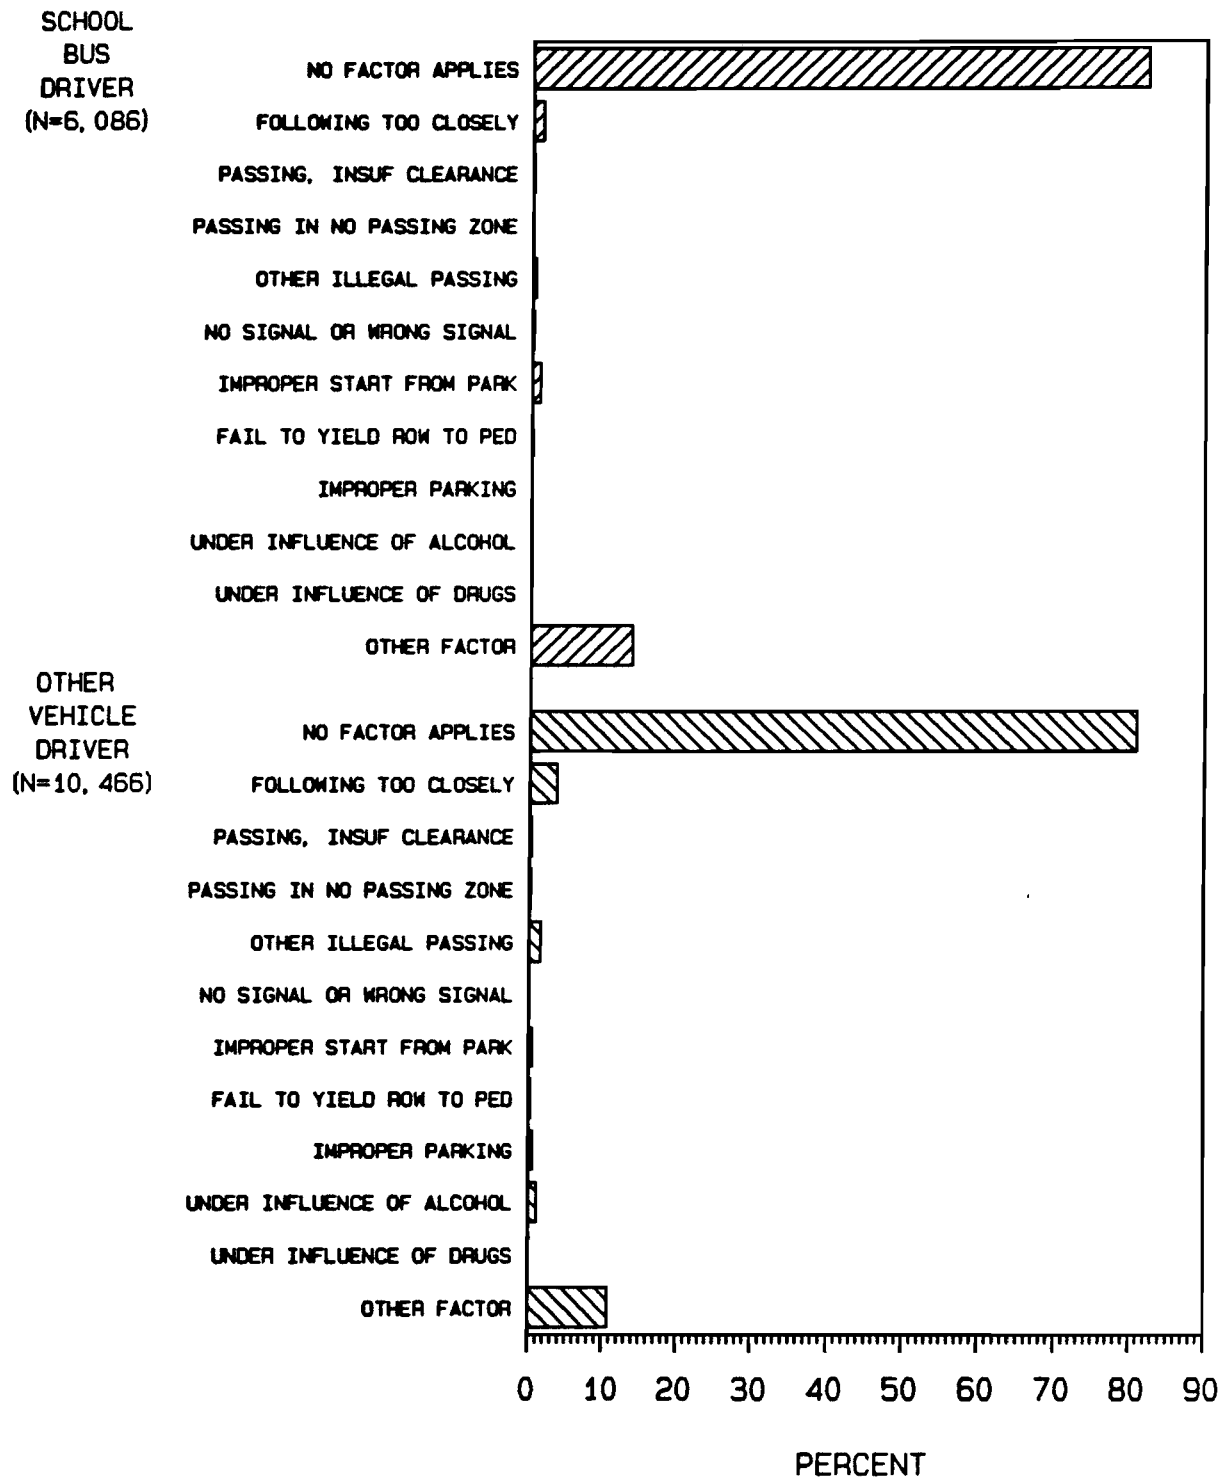 SCHOOL
BUS
DRIVER
(N=6, 086)
NO FACTOR APPLIES
FOLLOWING TOO CLOSELY
PASSING, INSUF CLEARANCE
PASSING IN NO PASSING ZONE
OTHER ILLEGAL PASSING
NO SIGNAL OR WRONG SIGNAL
IMPROPER START FROM PARK
FAIL TO YIELD ROW TO PED
IMPROPER PARKING
UNDER INFLUENCE OF ALCOHOL
UNDER INFLUENCE OF DRUGS
OTHER FACTOR
OTHER
VEHICLE
DRIVER
(N=10, 466)
NO FACTOR APPLIES
FOLLOWING TOO CLOSELY
PASSING, INSUF CLEARANCE
PASSING IN NO PASSING ZONE
OTHER ILLEGAL PASSING
NO SIGNAL OR WRONG SIGNAL
IMPROPER START FROM PARK
FAIL TO YIELD ROW TO PED
IMPROPER PARKING
UNDER INFLUENCE OF ALCOHOL
UNDER INFLUENCE OF DRUGS
OTHER FACTOR
0 10 20 30 40 50 60 70 80 90
PERCENT